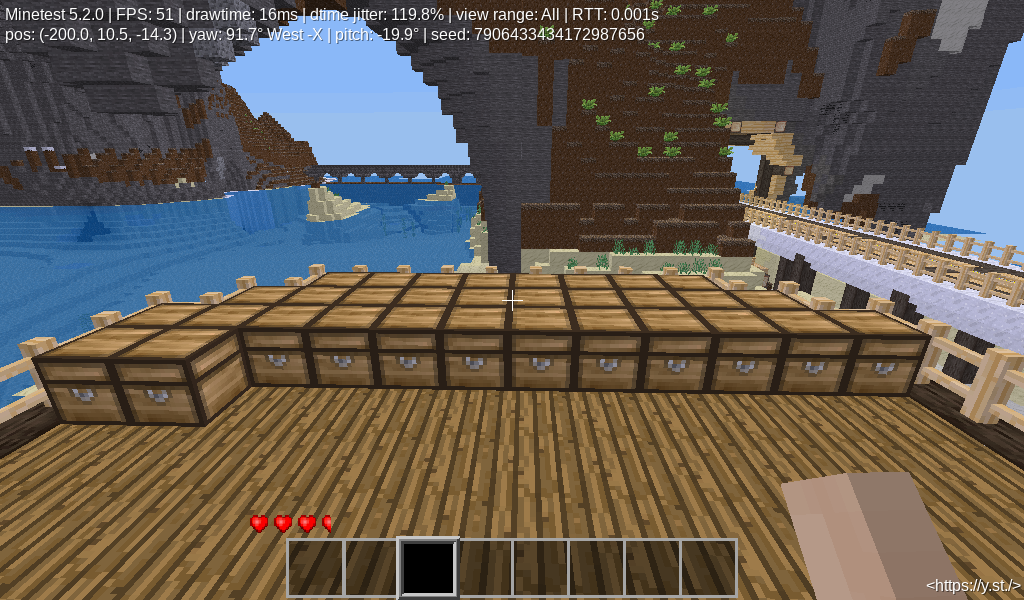 Minetest 5.2.0 | FPS: 51 | drawtime: 16ms | dtime jitter: 119.8% | view range: All | RTT: 0.001s
pos: (-200.0, 10.5, -14.3) | yaw: 91.7° West -X | pitch: -19.9° | seed: 7906433434172987656
<https://y.st./>